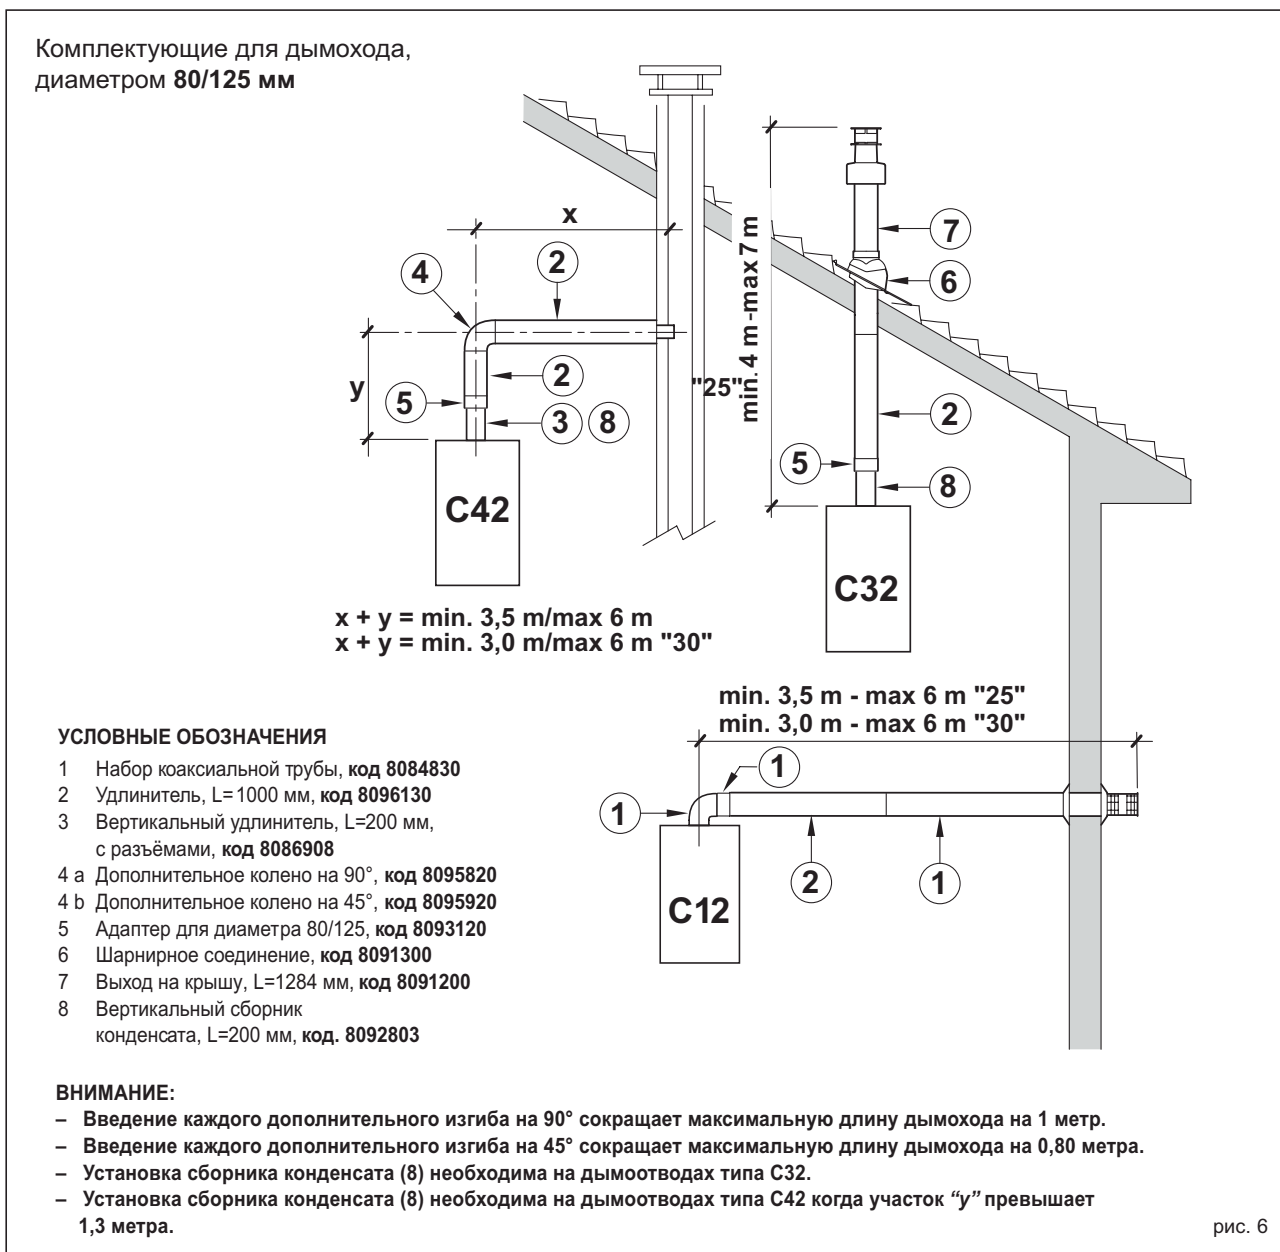 Комплектующие для дымохода,
диаметром 80/125 мм
x
4
2
y
2
5
3
8
C42
"25"
min. 4 m -max 7 m
7
6
2
5
8
C32
x + y = min. 3,5 m/max 6 m
x + y = min. 3,0 m/max 6 m "30"
min. 3,5 m - max 6 m "25"
min. 3,0 m - max 6 m "30"
1
1
2
1
C12
УСЛОВНЫЕ ОБОЗНАЧЕНИЯ
1 Набор коаксиальной трубы, код 8084830
2 Удлинитель, L=1000 мм, код 8096130
3 Вертикальный удлинитель, L=200 мм,
с разъёмами, код 8086908
4 a Дополнительное колено на 90°, код 8095820
4 b Дополнительное колено на 45°, код 8095920
5 Адаптер для диаметра 80/125, код 8093120
6 Шарнирное соединение, код 8091300
7 Выход на крышу, L=1284 мм, код 8091200
8 Вертикальный сборник
конденсата, L=200 мм, код. 8092803
ВНИМАНИЕ:
– Введение каждого дополнительного изгиба на 90° сокращает максимальную длину дымохода на 1 метр.
– Введение каждого дополнительного изгиба на 45° сокращает максимальную длину дымохода на 0,80 метра.
– Установка сборника конденсата (8) необходима на дымоотводах типа С32.
– Установка сборника конденсата (8) необходима на дымоотводах типа С42 когда участок “y” превышает
1,3 метра.
рис. 6